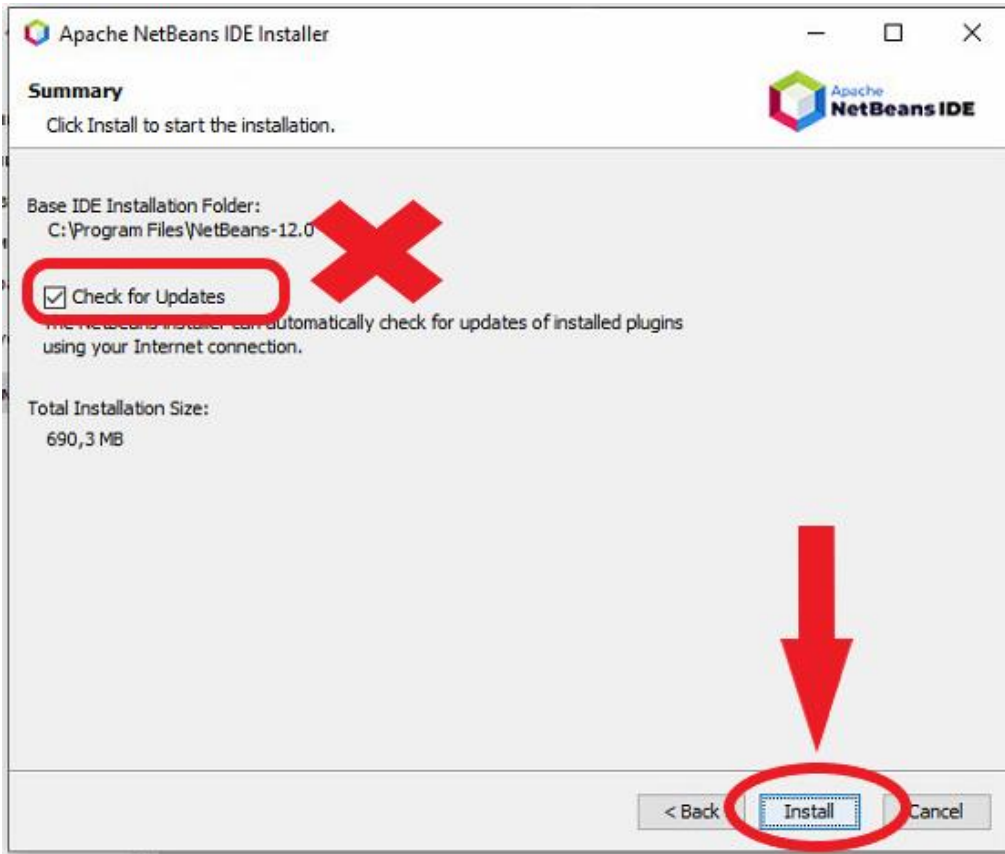 Apache NetBeans IDE Installer
Summary
Click Install to start the installation.
Apache
NetBeans IDE
Base IDE Installation Folder:
C:\Program Files\NetBeans-12.0
Check for Updates
The NetBeans installer can automatically check for updates of installed plugins
using your Internet connection.
Total Installation Size:
690,3 MB
< Back
Install
Cancel